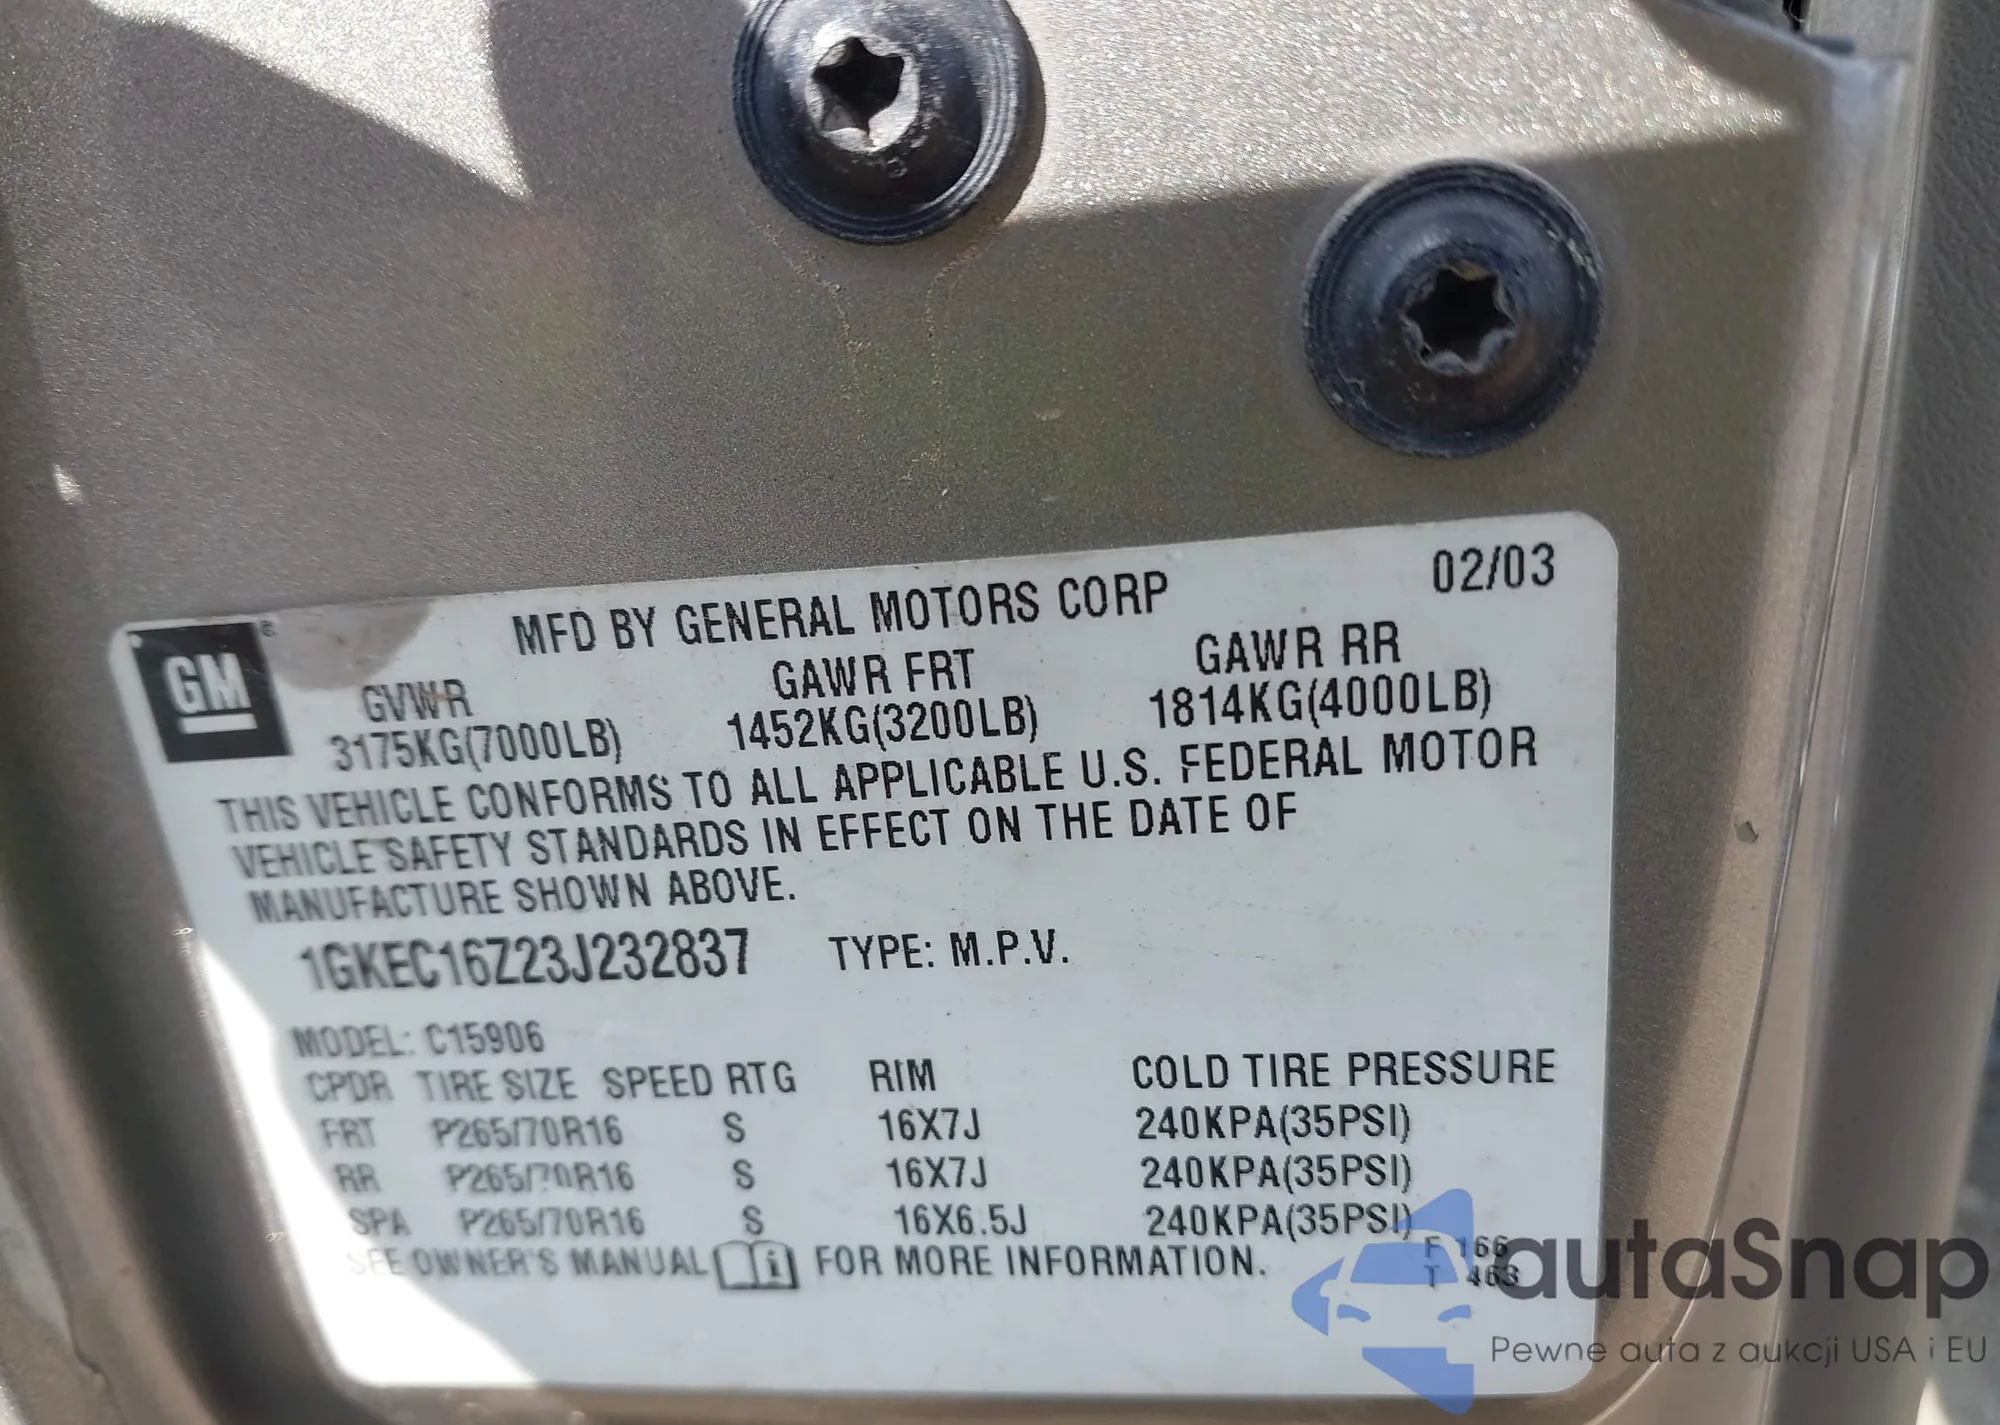 MFD BY GENERAL MOTORS CORP 02/03
GM
GVWR GAWR FRT GAWR RR
3175KG(7000LB) 1452KG(3200LB) 1814KG(4000LB)
THIS VEHICLE CONFORMS TO ALL APPLICABLE U.S. FEDERAL MOTOR
VEHICLE SAFETY STANDARDS IN EFFECT ON THE DATE OF
MANUFACTURE SHOWN ABOVE.
1GKEC16Z23J232837 TYPE: M.P.V.
MODEL: C15906
CPDR TIRE SIZE SPEED RTG RIM COLD TIRE PRESSURE
FRT P265/70R16 S 16X7J 240KPA(35PSI)
RR P265/70R16 S 16X7J 240KPA(35PSI)
SPA P265/70R16 S 16X6.5J 240KPA(35PSI)
SEE OWNER'S MANUAL i FOR MORE INFORMATION.
F 166
T 463
autaSnap
Pewne auta z aukcji USA i EU